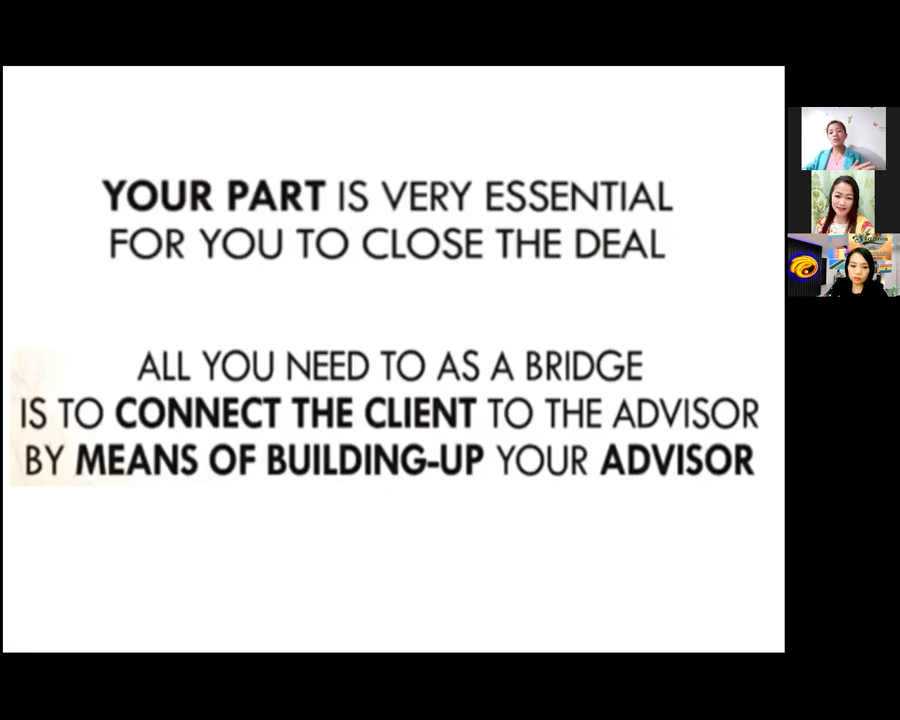 YOUR PART IS VERY ESSENTIAL
FOR YOU TO CLOSE THE DEAL
ALL YOU NEED TO AS A BRIDGE
IS TO CONNECT THE CLIENT TO THE ADVISOR
BY MEANS OF BUILDING-UP YOUR ADVISOR